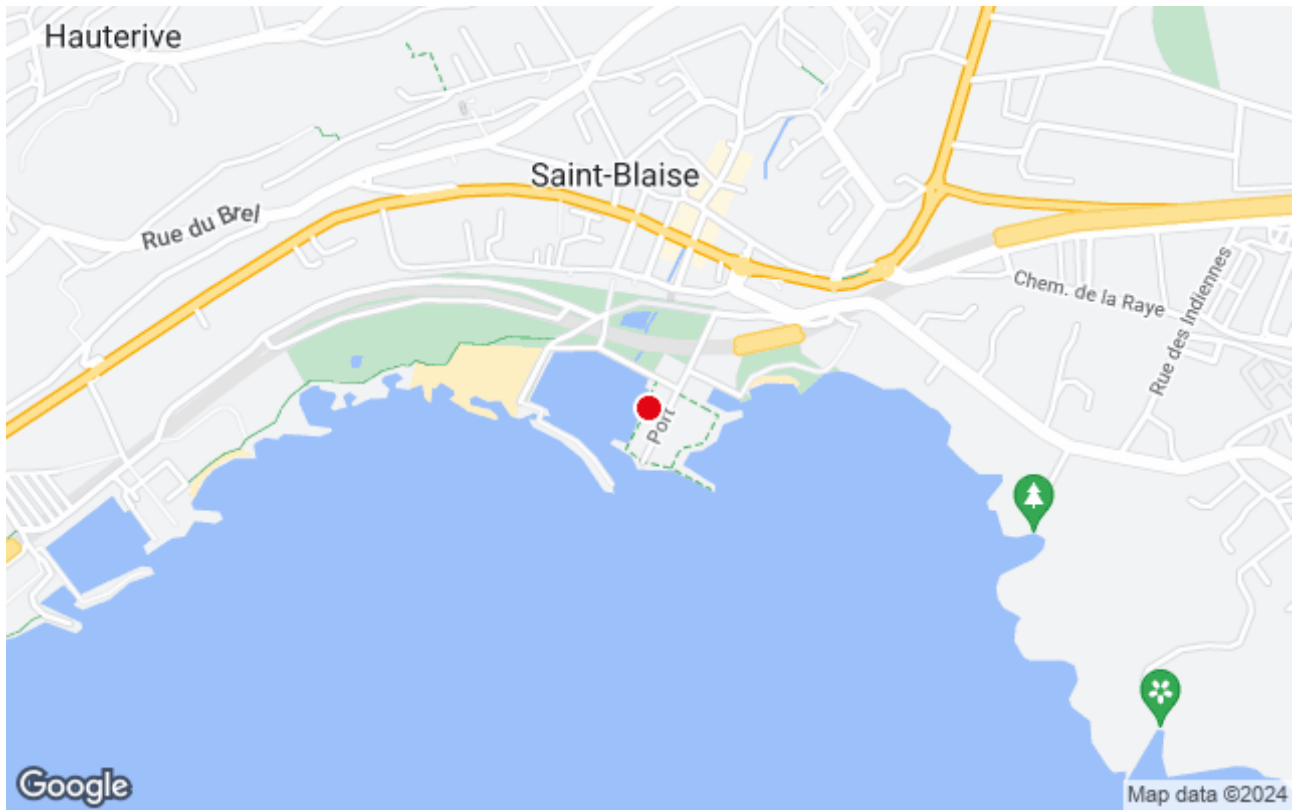 Hauterive
Saint-Blaise
Rue du Brel
Chem. de la Raye
Rue des Indiennes
Port
Google
Map data ©2024